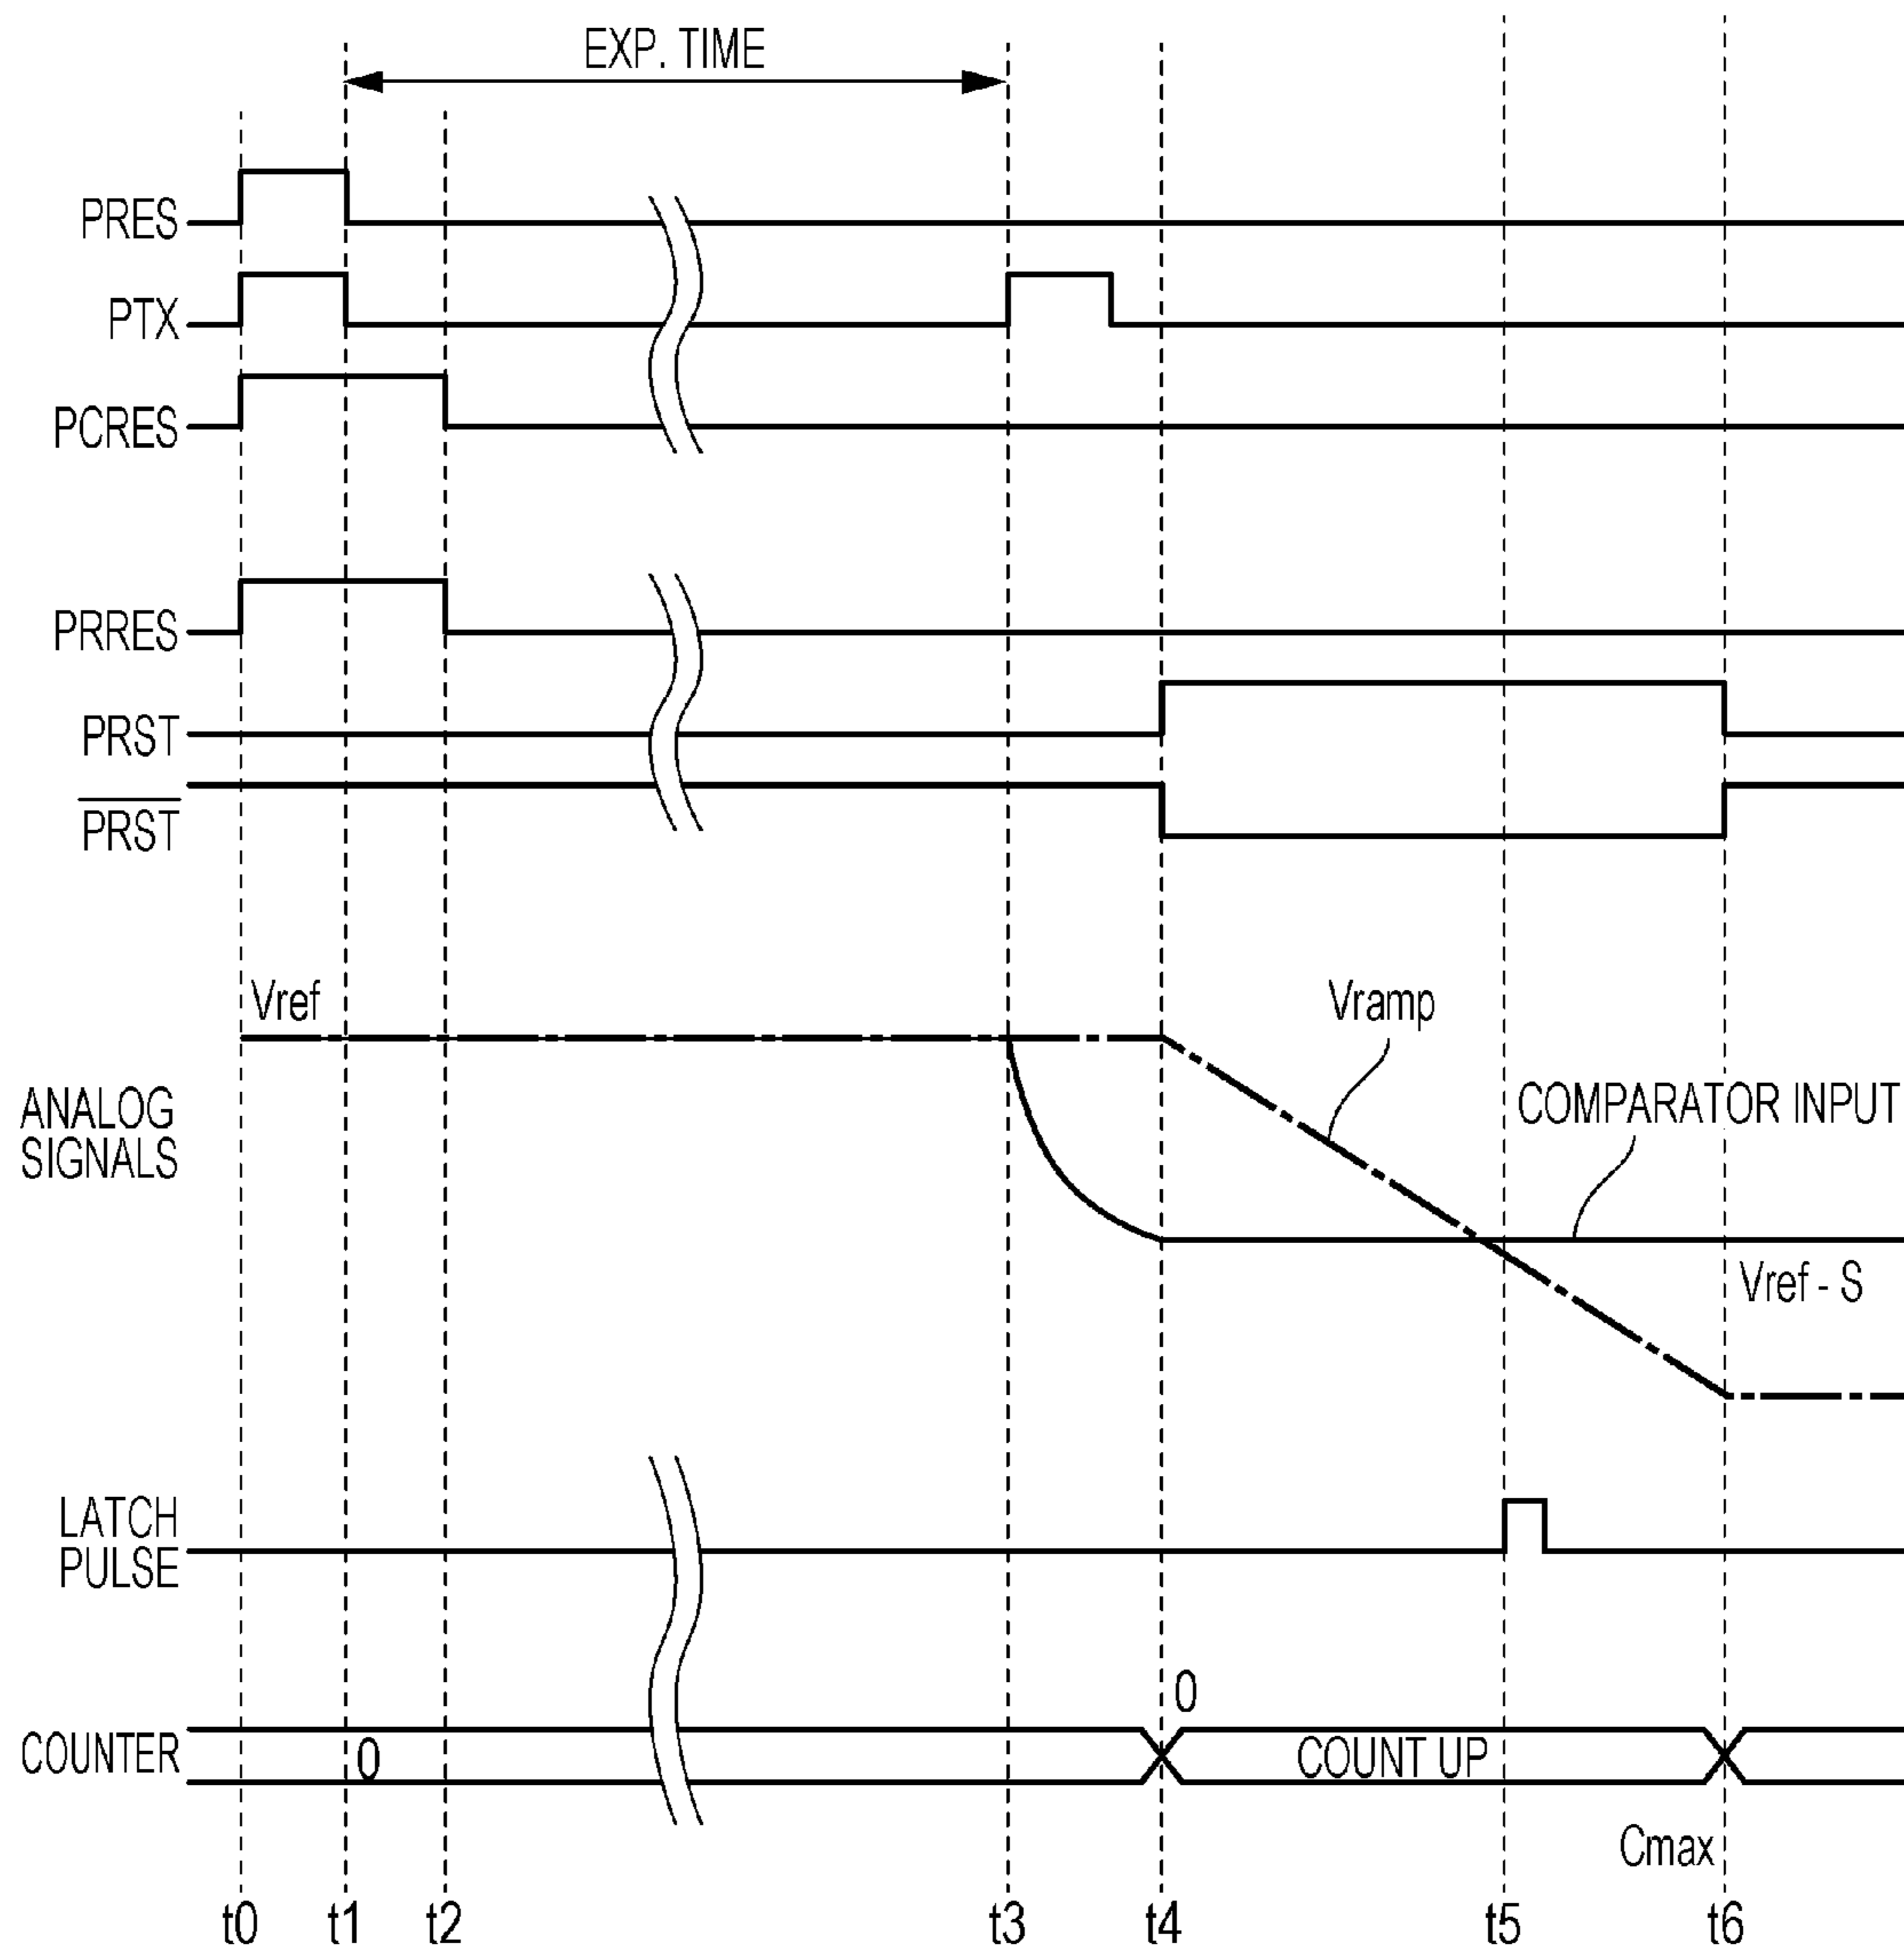 EXP. TIME
PRES
PTX
PCRES
PRRES
PRST
PRST
Vref
Vramp
ANALOG
SIGNALS
COMPARATOR INPUT
Vref - S
LATCH
PULSE
0
COUNTER
0
COUNT UP
Cmax
t0 t1 t2 t3 t4 t5 t6